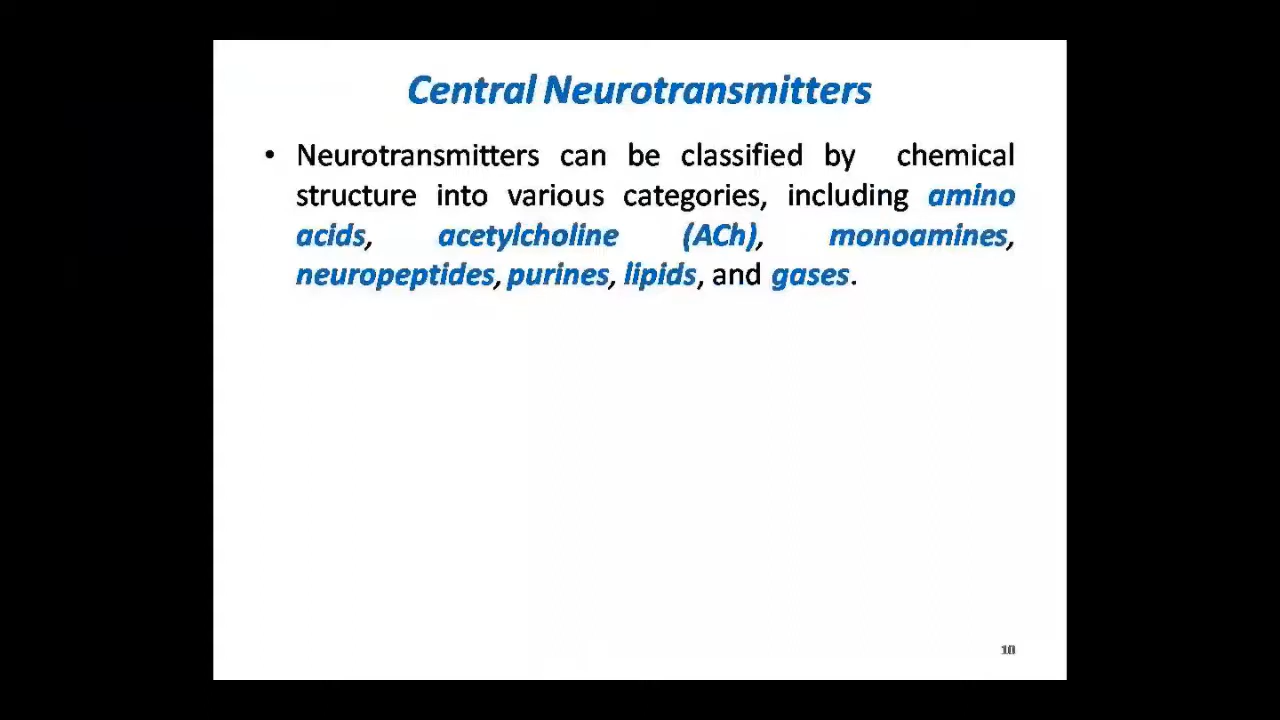 Central Neurotransmitters
• Neurotransmitters can be classified by chemical
structure into various categories, including amino
acids, acetylcholine (ACh), monoamines,
neuropeptides, purines, lipids, and gases.
10